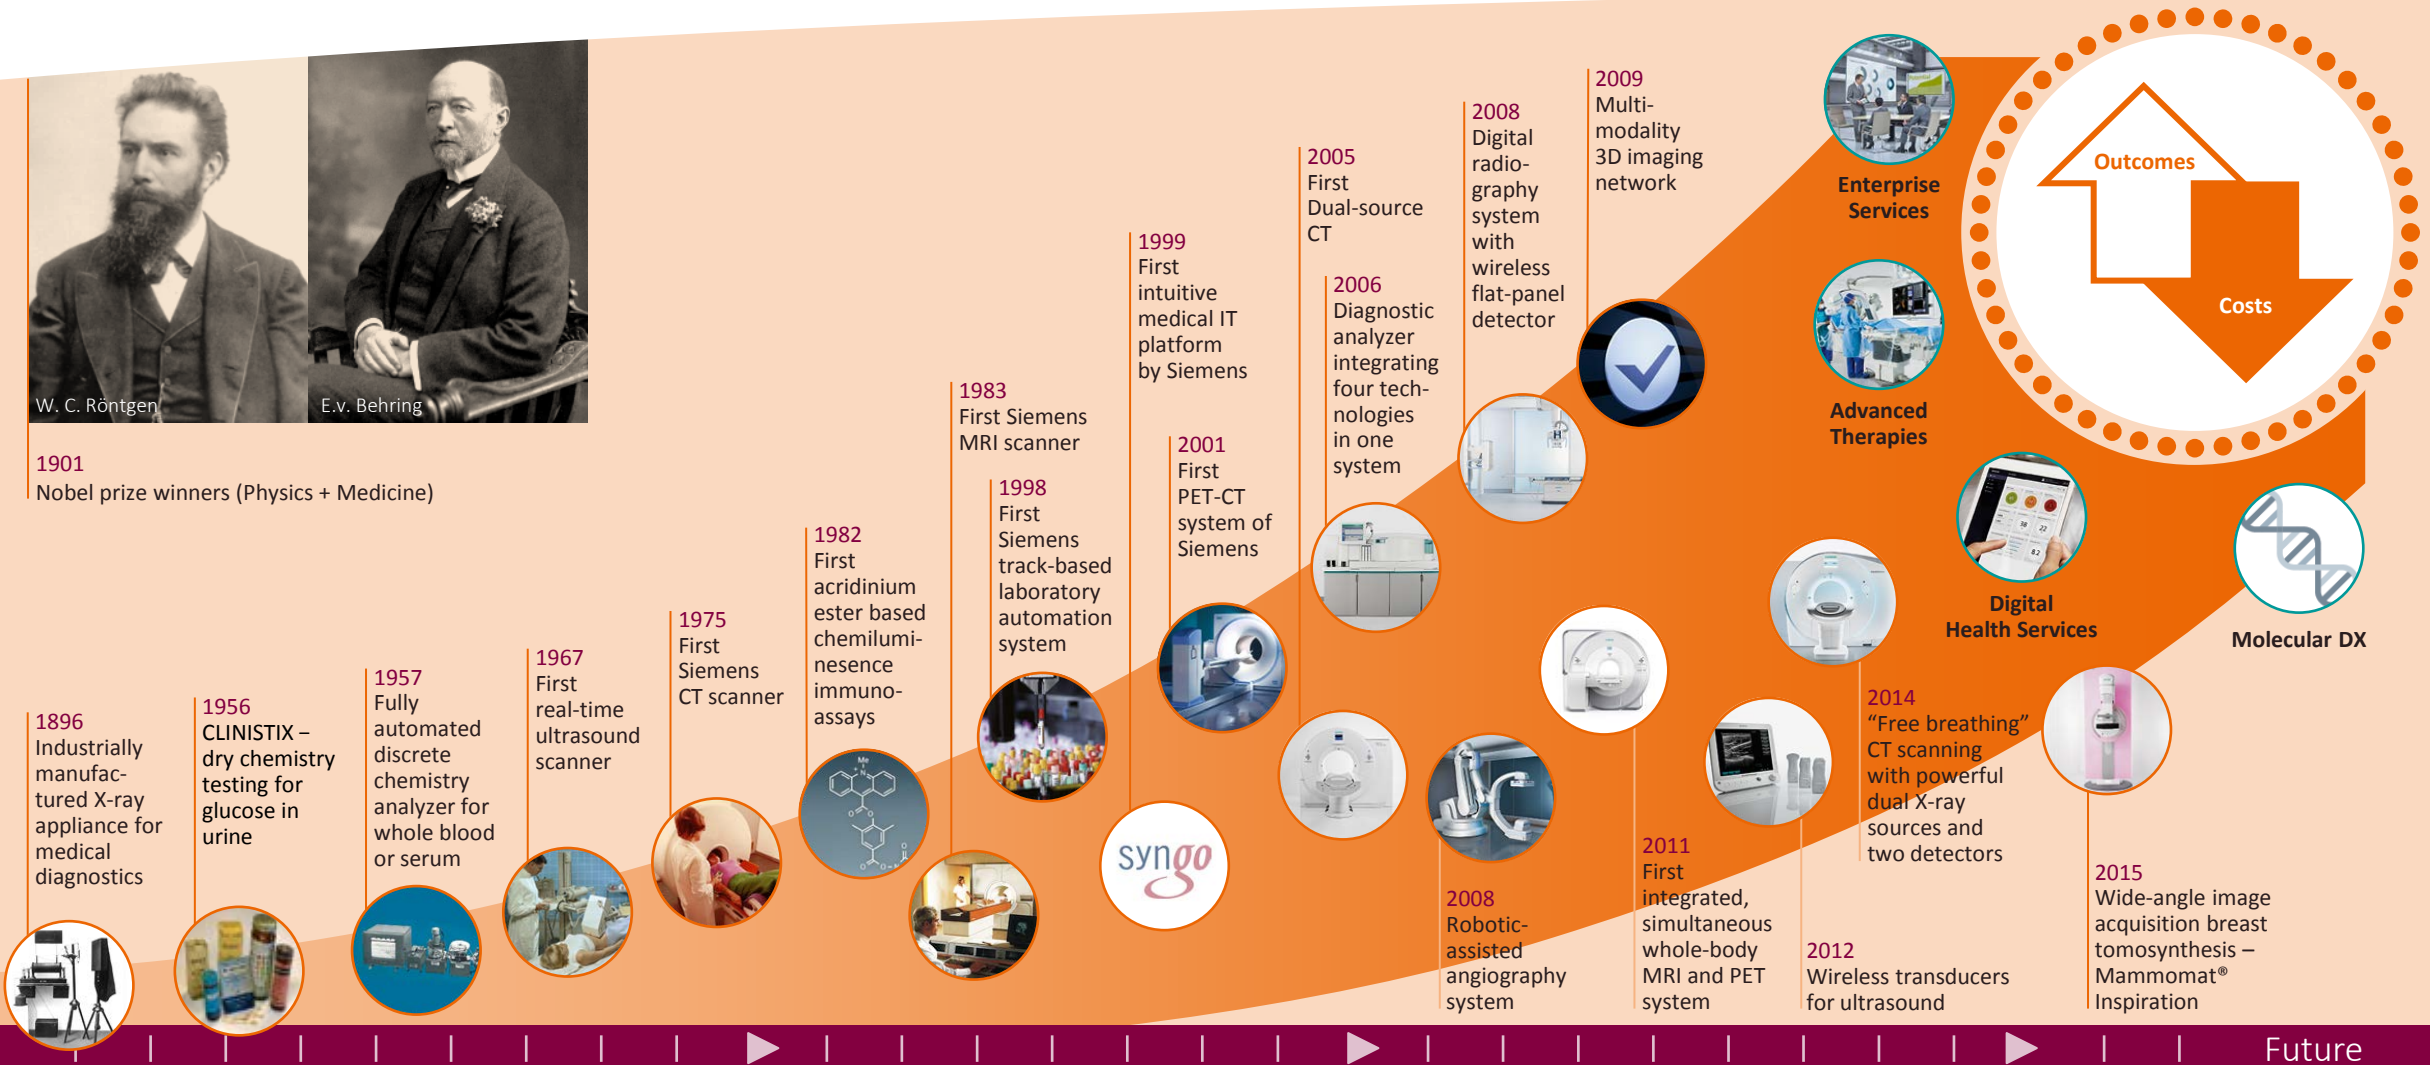 W. C. Röntgen
E.v. Behring
1901
Nobel prize winners (Physics + Medicine)
1896
Industrially
manufac-
tured X-ray
appliance for
medical
diagnostics
1956
CLINISTIX –
dry chemistry
testing for
glucose in
urine
1957
Fully
automated
discrete
chemistry
analyzer for
whole blood
or serum
1967
First
real-time
ultrasound
scanner
1975
First
Siemens
CT scanner
1982
First
acridinium
ester based
chemilumi-
nesence
immuno-
assays
Me
N
+
O
O
O
O
1983
First Siemens
MRI scanner
1998
First
Siemens
track-based
laboratory
automation
system
1999
First
intuitive
medical IT
platform
by Siemens
syngo
2001
First
PET-CT
system of
Siemens
2005
First
Dual-source
CT
2006
Diagnostic
analyzer
integrating
four tech-
nologies
in one
system
2008
Digital
radio-
graphy
system
with
wireless
flat-panel
detector
2008
Robotic-
assisted
angiography
system
2009
Multi-
modality
3D imaging
network
2011
First
integrated,
simultaneous
whole-body
MRI and PET
system
2012
Wireless transducers
for ultrasound
2014
“Free breathing”
CT scanning
with powerful
dual X-ray
sources and
two detectors
2015
Wide-angle image
acquisition breast
tomosynthesis –
Mammomat®
Inspiration
Enterprise
Services
Advanced
Therapies
38
22
82
Digital
Health Services
Molecular DX
Outcomes
Costs
Future